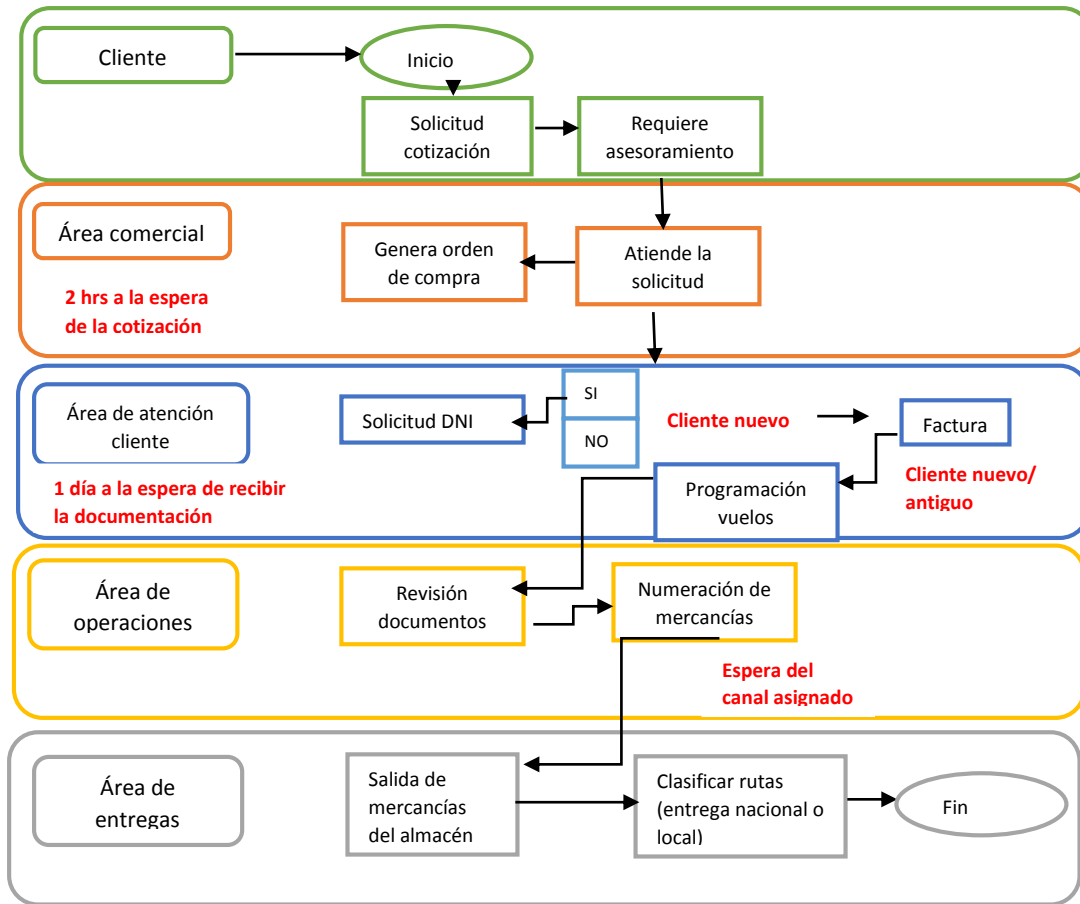 Cliente
Inicio
Solicitud
cotización
Requiere
asesoramiento
Área comercial
Genera orden
de compra
Atiende la
solicitud
2 hrs a la espera
de la cotización
Área de atención
cliente
Solicitud DNI
SI
NO
Cliente nuevo
Factura
1 día a la espera de recibir
la documentación
Programación
vuelos
Cliente nuevo/
antiguo
Área de
operaciones
Revisión
documentos
Numeración de
mercancías
Espera del
canal asignado
Área de
entregas
Salida de
mercancías
del almacén
Clasificar rutas
(entrega nacional o
local)
Fin